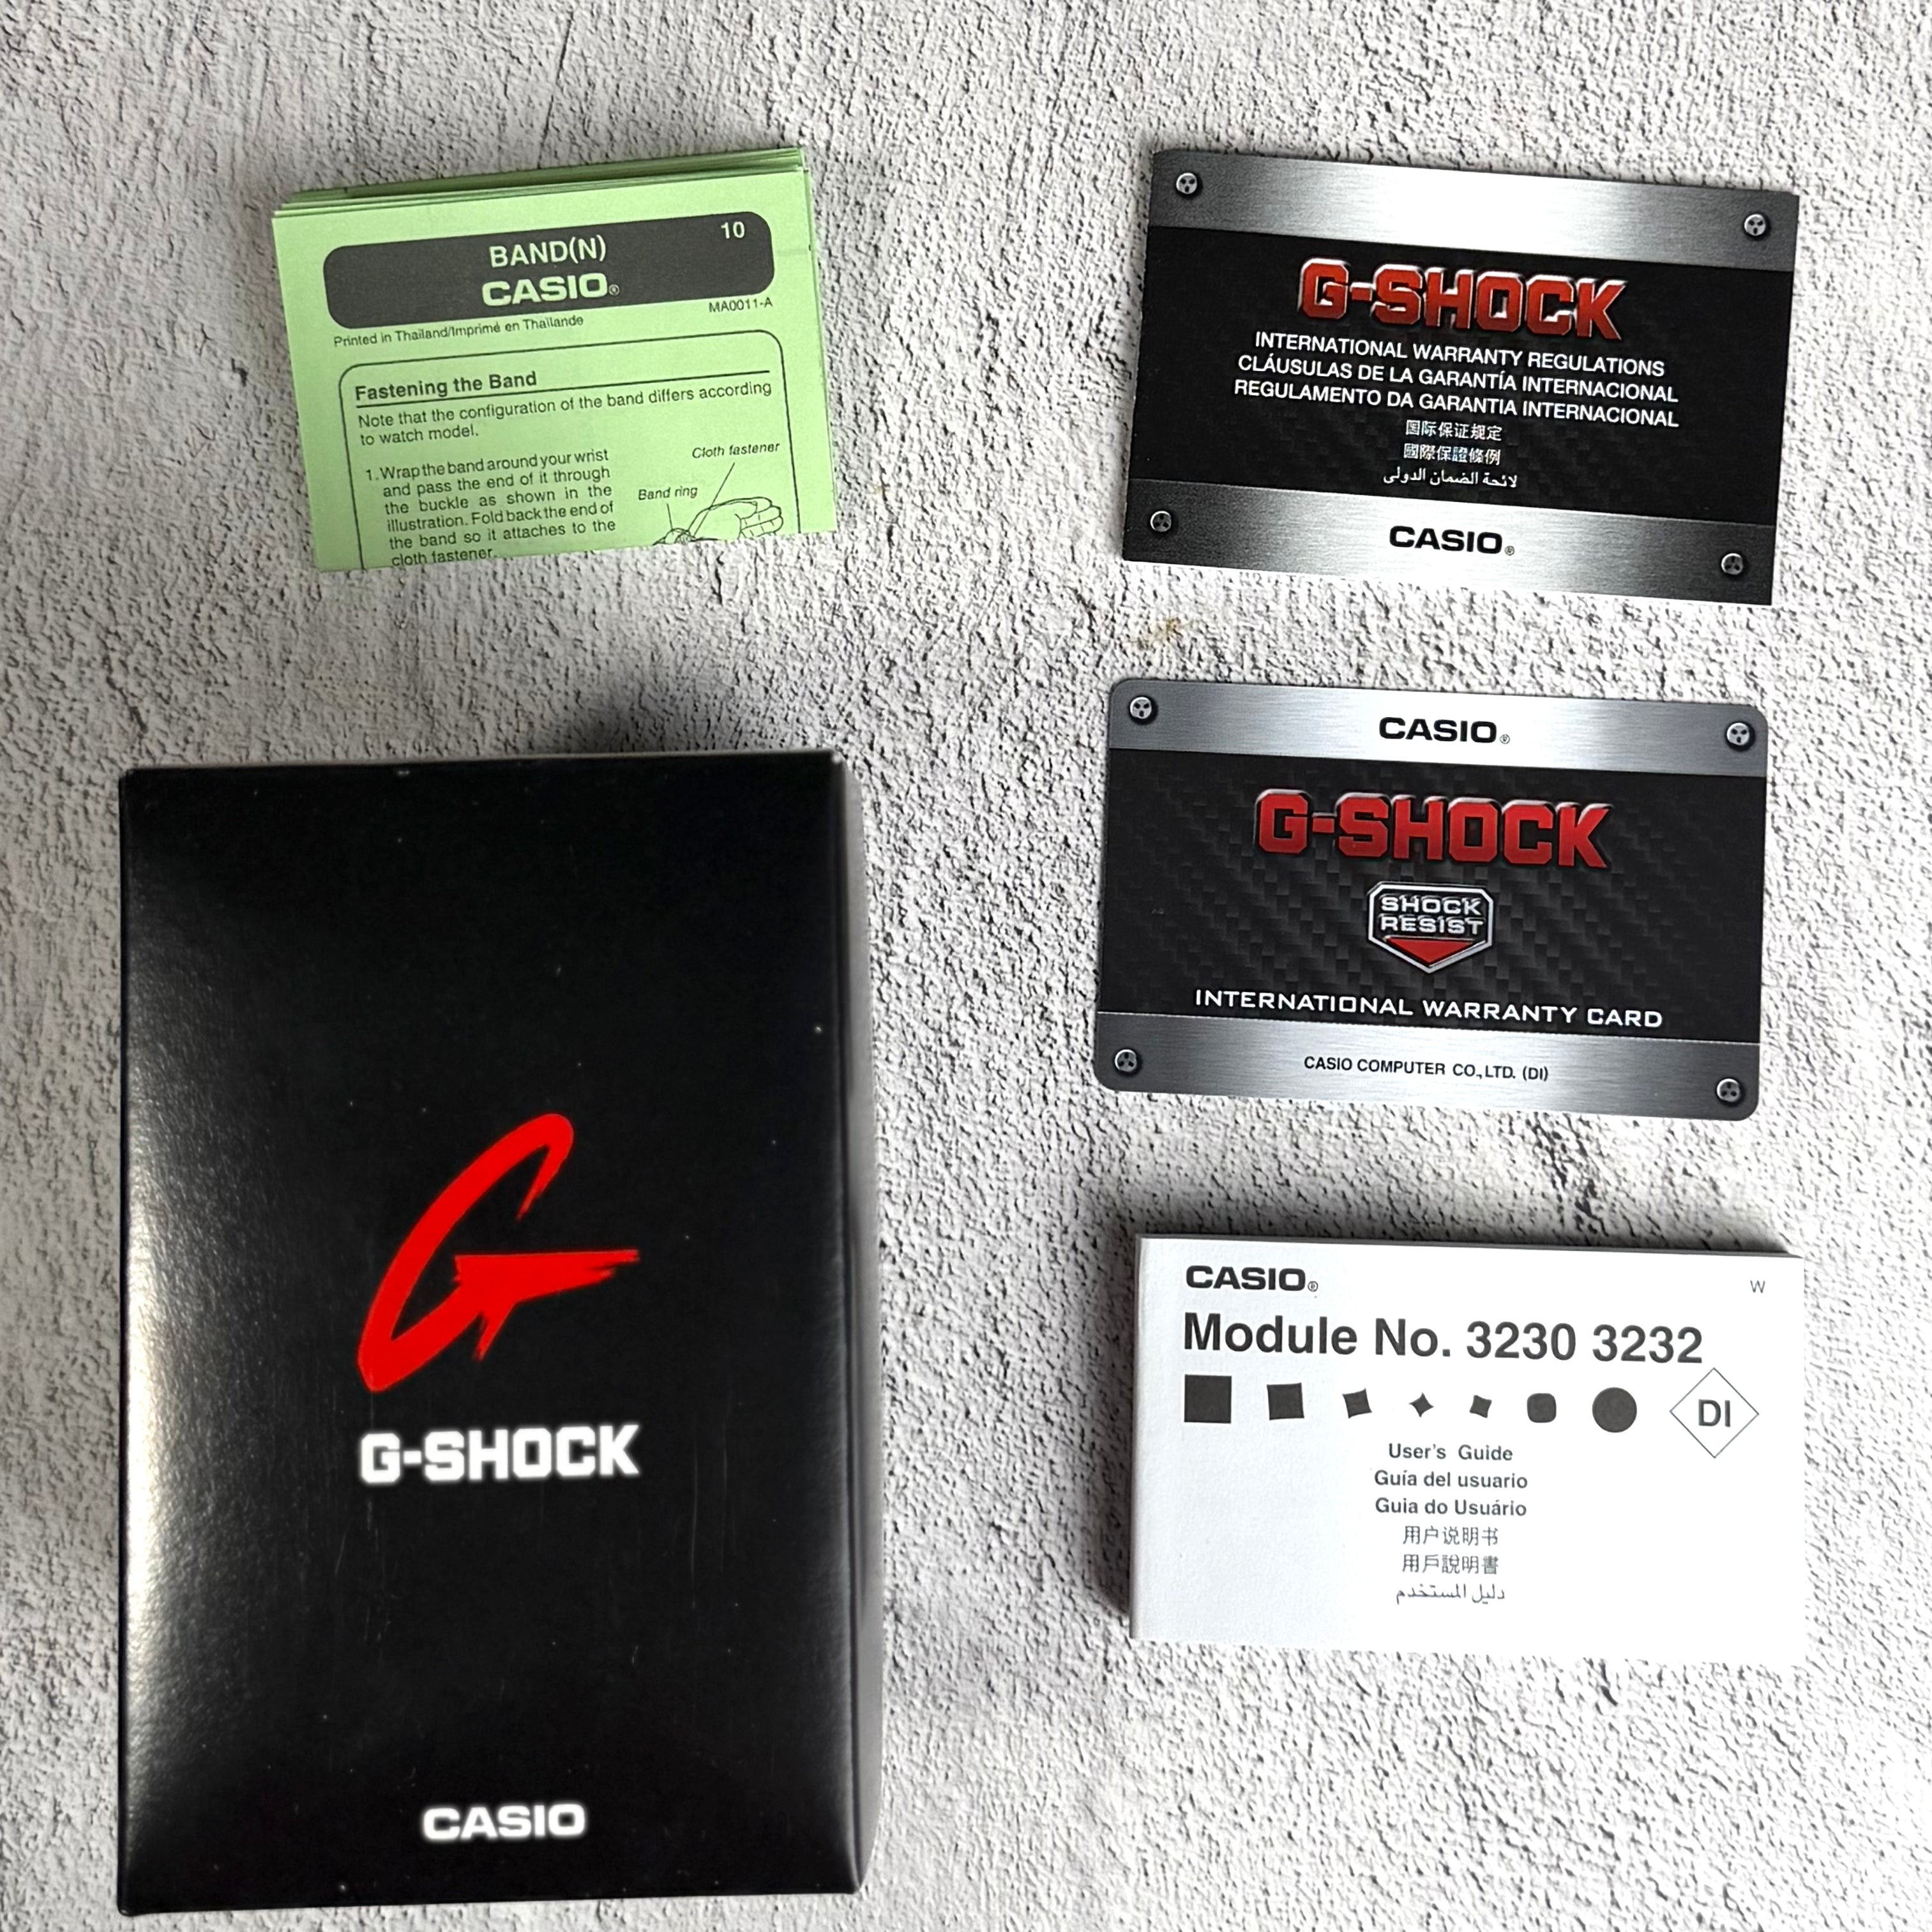 BAND(N)
10
CASIO®
Printed in Thailand/Imprimé en Thaïlande
MA0011-A
Fastening the Band
Note that the configuration of the band differs according
to watch model.
1. Wrap the band around your wrist
and pass the end of it through
the buckle as shown in the
illustration. Fold back the end of
the band so it attaches to the
cloth fastener.
Cloth fastener
Band ring
G-SHOCK
INTERNATIONAL WARRANTY REGULATIONS
CLÁUSULAS DE LA GARANTÍA INTERNACIONAL
REGULAMENTO DA GARANTIA INTERNACIONAL
国际保证规定
國際保證條例
لائحة الضمان الدولى
CASIO®
CASIO®
G-SHOCK
SHOCK
RESIST
INTERNATIONAL WARRANTY CARD
CASIO COMPUTER CO., LTD. (DI)
G
G-SHOCK
CASIO
CASIO®
W
Module No. 3230 3232
DI
User's Guide
Guía del usuario
Guia do Usuário
用户说明书
用戶說明書
دليل المستخدم